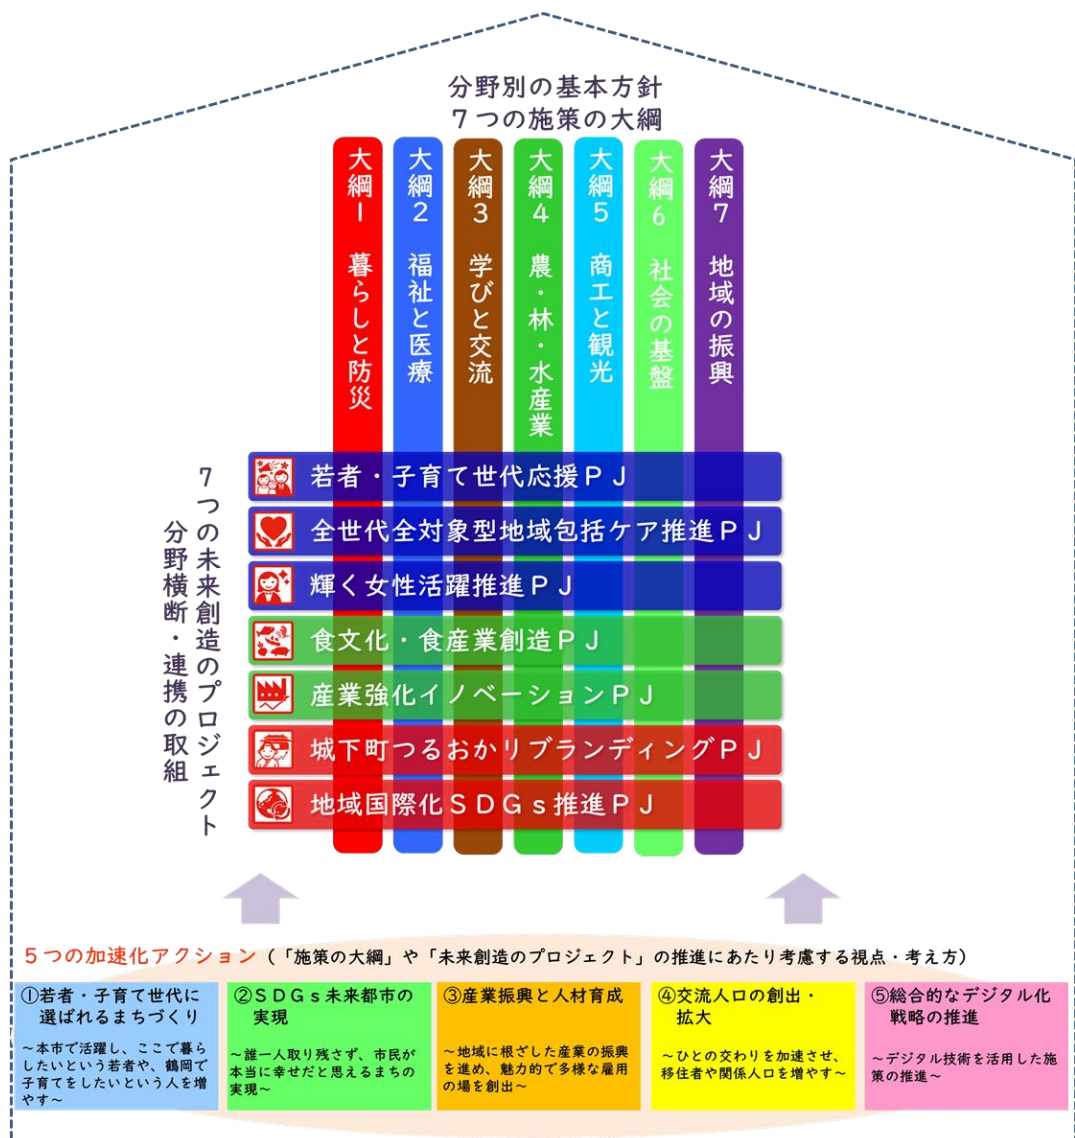 分野別の基本方針
７つの施策の大綱
大綱１ 暮らしと防災
大綱２ 福祉と医療
大綱３ 学びと交流
大綱４ 農・林・水産業
大綱５ 商工と観光
大綱６ 社会の基盤
大綱７ 地域の振興
７つの未来創造のプロジェクト
分野横断・連携の取組
若者・子育て世代応援ＰＪ
全世代全対象型地域包括ケア推進ＰＪ
輝く女性活躍推進ＰＪ
食文化・食産業創造ＰＪ
産業強化イノベーションＰＪ
城下町つるおかリブランディングＰＪ
地域国際化ＳＤＧｓ推進ＰＪ
５つの加速化アクション（「施策の大綱」や「未来創造のプロジェクト」の推進にあたり考慮する視点・考え方）
①若者・子育て世代に
選ばれるまちづくり
～本市で活躍し、ここで暮ら
したいという若者や、鶴岡で
子育てをしたいという人を増
やす～
②ＳＤＧｓ未来都市の
実現
～誰一人取り残さず、市民が
本当に幸せだと思えるまちの
実現～
③産業振興と人材育成
～地域に根ざした産業の振興
を進め、魅力的で多様な雇用
の場を創出～
④交流人口の創出・
拡大
～ひとの交わりを加速させ、
移住者や関係人口を増やす～
⑤総合的なデジタル化
戦略の推進
～デジタル技術を活用した施
策の推進～